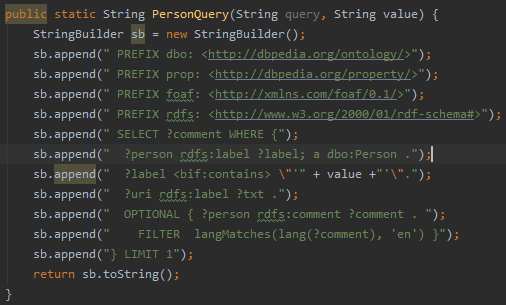 public static String PersonQuery(String query, String value) {
StringBuilder sb = new StringBuilder();
sb.append(" PREFIX dbo: <http://dbpedia.org/ontology/>");
sb.append(" PREFIX prop: <http://dbpedia.org/property/>");
sb.append(" PREFIX foaf: <http://xmlns.com/foaf/0.1/>");
sb.append(" PREFIX rdfs: <http://www.w3.org/2000/01/rdf-schema#>");
sb.append(" SELECT ?comment WHERE {");
sb.append("  ?person rdfs:label ?label; a dbo:Person .");
sb.append("  ?label <bif:contains> \"'" + value +"'\".");
sb.append("  ?uri rdfs:label ?txt .");
sb.append("  OPTIONAL { ?person rdfs:comment ?comment . ");
sb.append("    FILTER  langMatches(lang(?comment), 'en') }");
sb.append("} LIMIT 1");
return sb.toString();
}